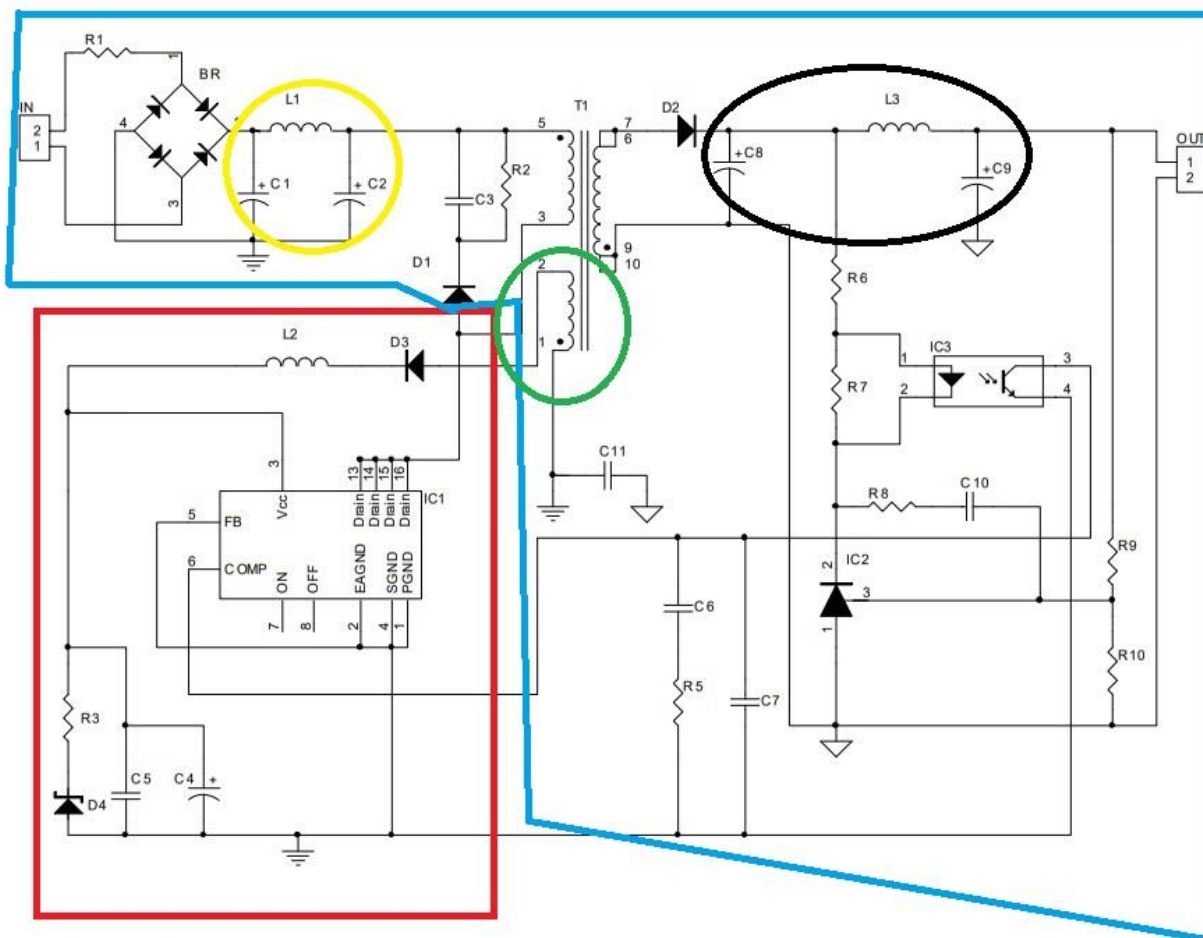 R1
1
BR
IN
2
1
4
3
L1
C1
C2
C3
R2
T1
5
3
2
1
7
6
9
10
D2
+C8
L3
+C9
OUT
1
2
D1
L2
D3
R6
R7
IC3
1
2
3
4
3
Vcc
13
14
15
16
Drain
Drain
Drain
Drain
IC1
5
FB
6
COMP
ON
OFF
EAGND
SGND
PGND
7
8
2
4
1
C11
R8
C10
IC2
2
3
1
R9
R10
C6
R5
C7
R3
D4
C5
C4
+